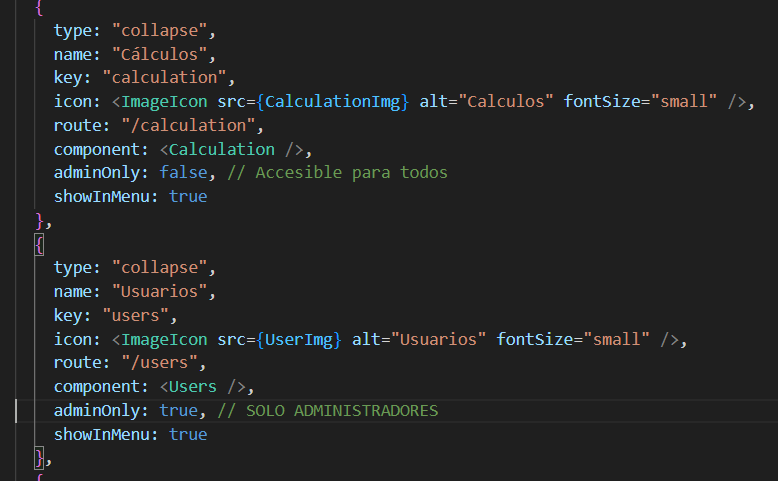 {
type: "collapse",
name: "Cálculos",
key: "calculation",
icon: <ImageIcon src={CalculationImg} alt="Calculos" fontSize="small" />,
route: "/calculation",
component: <Calculation />,
adminOnly: false, // Accesible para todos
showInMenu: true
},
{
type: "collapse",
name: "Usuarios",
key: "users",
icon: <ImageIcon src={UserImg} alt="Usuarios" fontSize="small" />,
route: "/users",
component: <Users />,
adminOnly: true, // SOLO ADMINISTRADORES
showInMenu: true
},
{